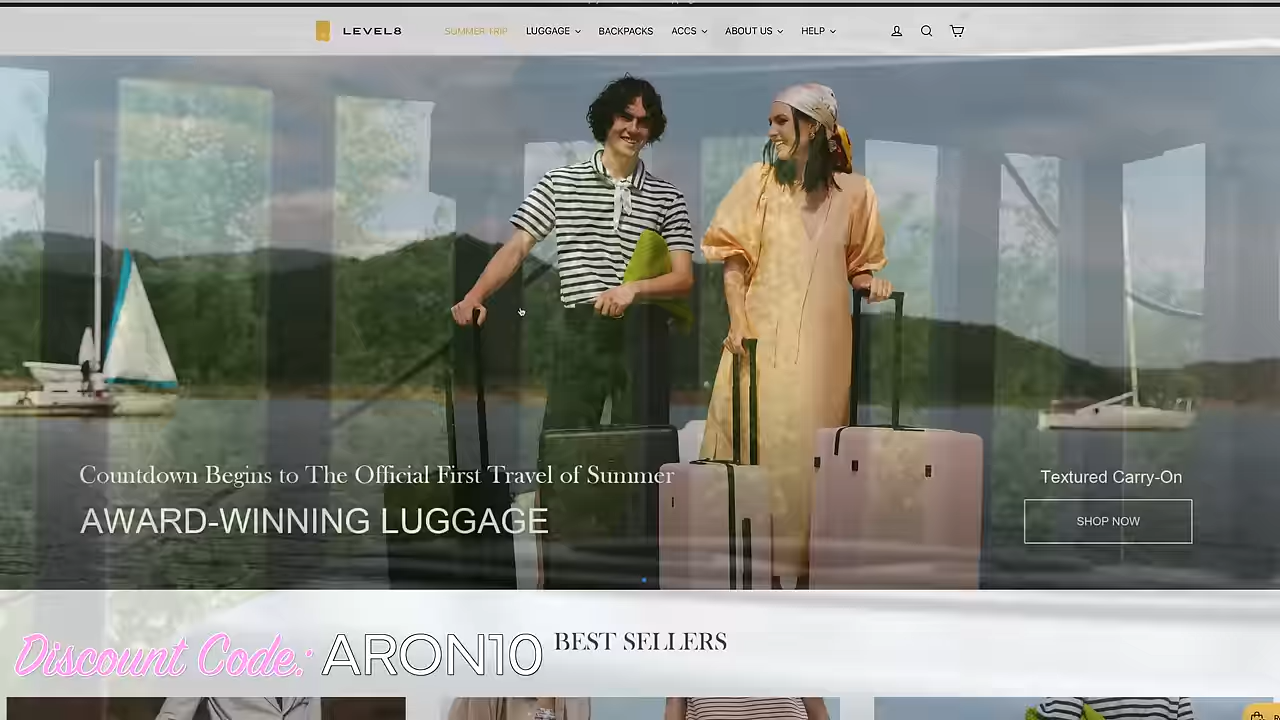 LEVEL8
SUMMER TRIP
LUGGAGE
BACKPACKS
ACCS
ABOUT US
HELP
Countdown Begins to The Official First Travel of Summer
AWARD-WINNING LUGGAGE
Textured Carry-On
SHOP NOW
Discount Code: ARON10
BEST SELLERS